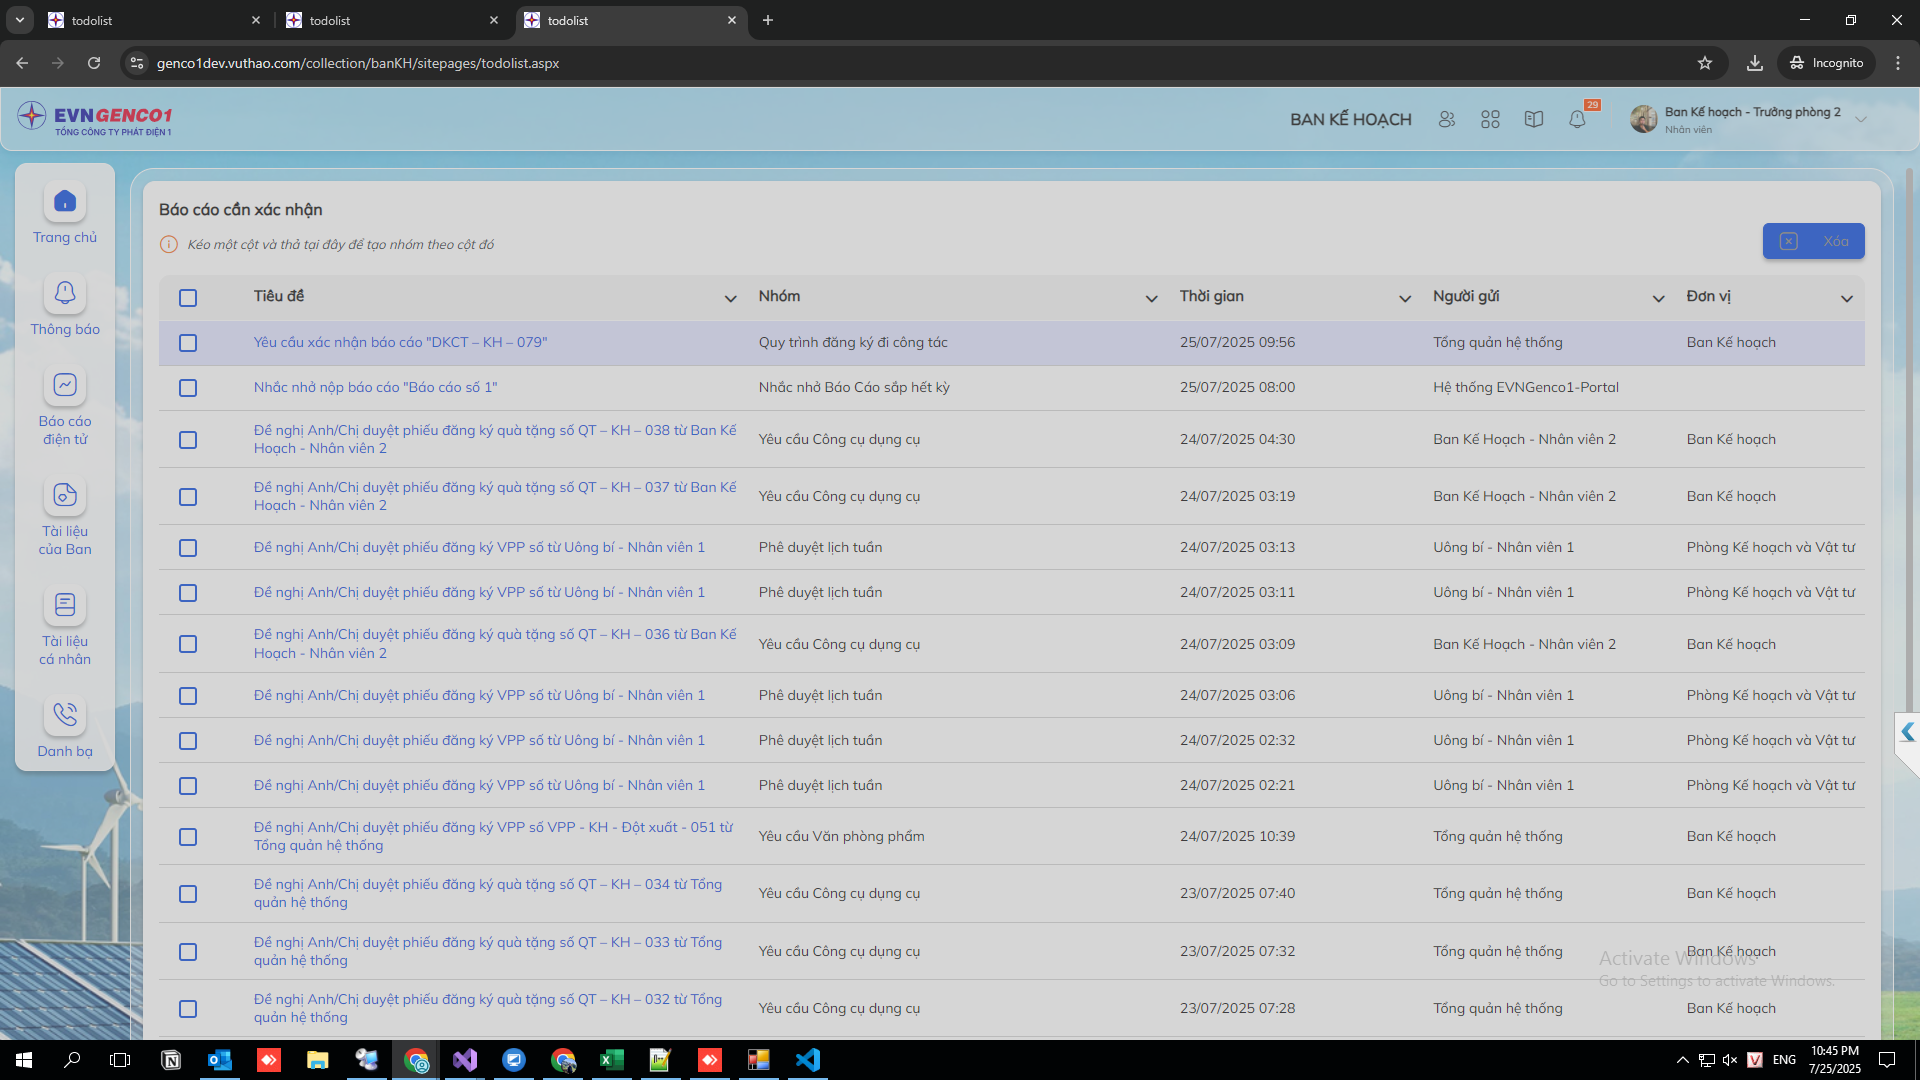 todolist
todolist
todolist
genco1dev.vuthao.com/collection/banKH/sitepages/todolist.aspx
Incognito
EVNGENCO1
TỔNG CÔNG TY PHÁT ĐIỆN 1
BAN KẾ HOẠCH
29
Ban Kế hoạch - Trưởng phòng 2
Nhân viên
Trang chủ
Thông báo
Báo cáo
điện tử
Tài liệu
của Ban
Tài liệu
cá nhân
Danh bạ
Báo cáo cần xác nhận
Kéo một cột và thả tại đây để tạo nhóm theo cột đó
Xóa
Tiêu đề Nhóm Thời gian Người gửi Đơn vị
Yêu cầu xác nhận báo cáo "DKCT – KH – 079" Quy trình đăng ký đi công tác 25/07/2025 09:56 Tổng quản hệ thống Ban Kế hoạch
Nhắc nhở nộp báo cáo "Báo cáo số 1" Nhắc nhở Báo Cáo sắp hết kỳ 25/07/2025 08:00 Hệ thống EVNGenco1-Portal
Đề nghị Anh/Chị duyệt phiếu đăng ký quà tặng số QT – KH – 038 từ Ban Kế
Hoạch - Nhân viên 2 Yêu cầu Công cụ dụng cụ 24/07/2025 04:30 Ban Kế Hoạch - Nhân viên 2 Ban Kế hoạch
Đề nghị Anh/Chị duyệt phiếu đăng ký quà tặng số QT – KH – 037 từ Ban Kế
Hoạch - Nhân viên 2 Yêu cầu Công cụ dụng cụ 24/07/2025 03:19 Ban Kế Hoạch - Nhân viên 2 Ban Kế hoạch
Đề nghị Anh/Chị duyệt phiếu đăng ký VPP số từ Uông bí - Nhân viên 1 Phê duyệt lịch tuần 24/07/2025 03:13 Uông bí - Nhân viên 1 Phòng Kế hoạch và Vật tư
Đề nghị Anh/Chị duyệt phiếu đăng ký VPP số từ Uông bí - Nhân viên 1 Phê duyệt lịch tuần 24/07/2025 03:11 Uông bí - Nhân viên 1 Phòng Kế hoạch và Vật tư
Đề nghị Anh/Chị duyệt phiếu đăng ký quà tặng số QT – KH – 036 từ Ban Kế
Hoạch - Nhân viên 2 Yêu cầu Công cụ dụng cụ 24/07/2025 03:09 Ban Kế Hoạch - Nhân viên 2 Ban Kế hoạch
Đề nghị Anh/Chị duyệt phiếu đăng ký VPP số từ Uông bí - Nhân viên 1 Phê duyệt lịch tuần 24/07/2025 03:06 Uông bí - Nhân viên 1 Phòng Kế hoạch và Vật tư
Đề nghị Anh/Chị duyệt phiếu đăng ký VPP số từ Uông bí - Nhân viên 1 Phê duyệt lịch tuần 24/07/2025 02:32 Uông bí - Nhân viên 1 Phòng Kế hoạch và Vật tư
Đề nghị Anh/Chị duyệt phiếu đăng ký VPP số từ Uông bí - Nhân viên 1 Phê duyệt lịch tuần 24/07/2025 02:21 Uông bí - Nhân viên 1 Phòng Kế hoạch và Vật tư
Đề nghị Anh/Chị duyệt phiếu đăng ký VPP số VPP - KH - Đột xuất - 051 từ
Tổng quản hệ thống Yêu cầu Văn phòng phẩm 24/07/2025 10:39 Tổng quản hệ thống Ban Kế hoạch
Đề nghị Anh/Chị duyệt phiếu đăng ký quà tặng số QT – KH – 034 từ Tổng
quản hệ thống Yêu cầu Công cụ dụng cụ 23/07/2025 07:40 Tổng quản hệ thống Ban Kế hoạch
Đề nghị Anh/Chị duyệt phiếu đăng ký quà tặng số QT – KH – 033 từ Tổng
quản hệ thống Yêu cầu Công cụ dụng cụ 23/07/2025 07:32 Tổng quản hệ thống Ban Kế hoạch
Đề nghị Anh/Chị duyệt phiếu đăng ký quà tặng số QT – KH – 032 từ Tổng
quản hệ thống Yêu cầu Công cụ dụng cụ 23/07/2025 07:28 Tổng quản hệ thống Ban Kế hoạch
Activate Windows
Go to Settings to activate Windows.
ENG
10:45 PM
7/25/2025